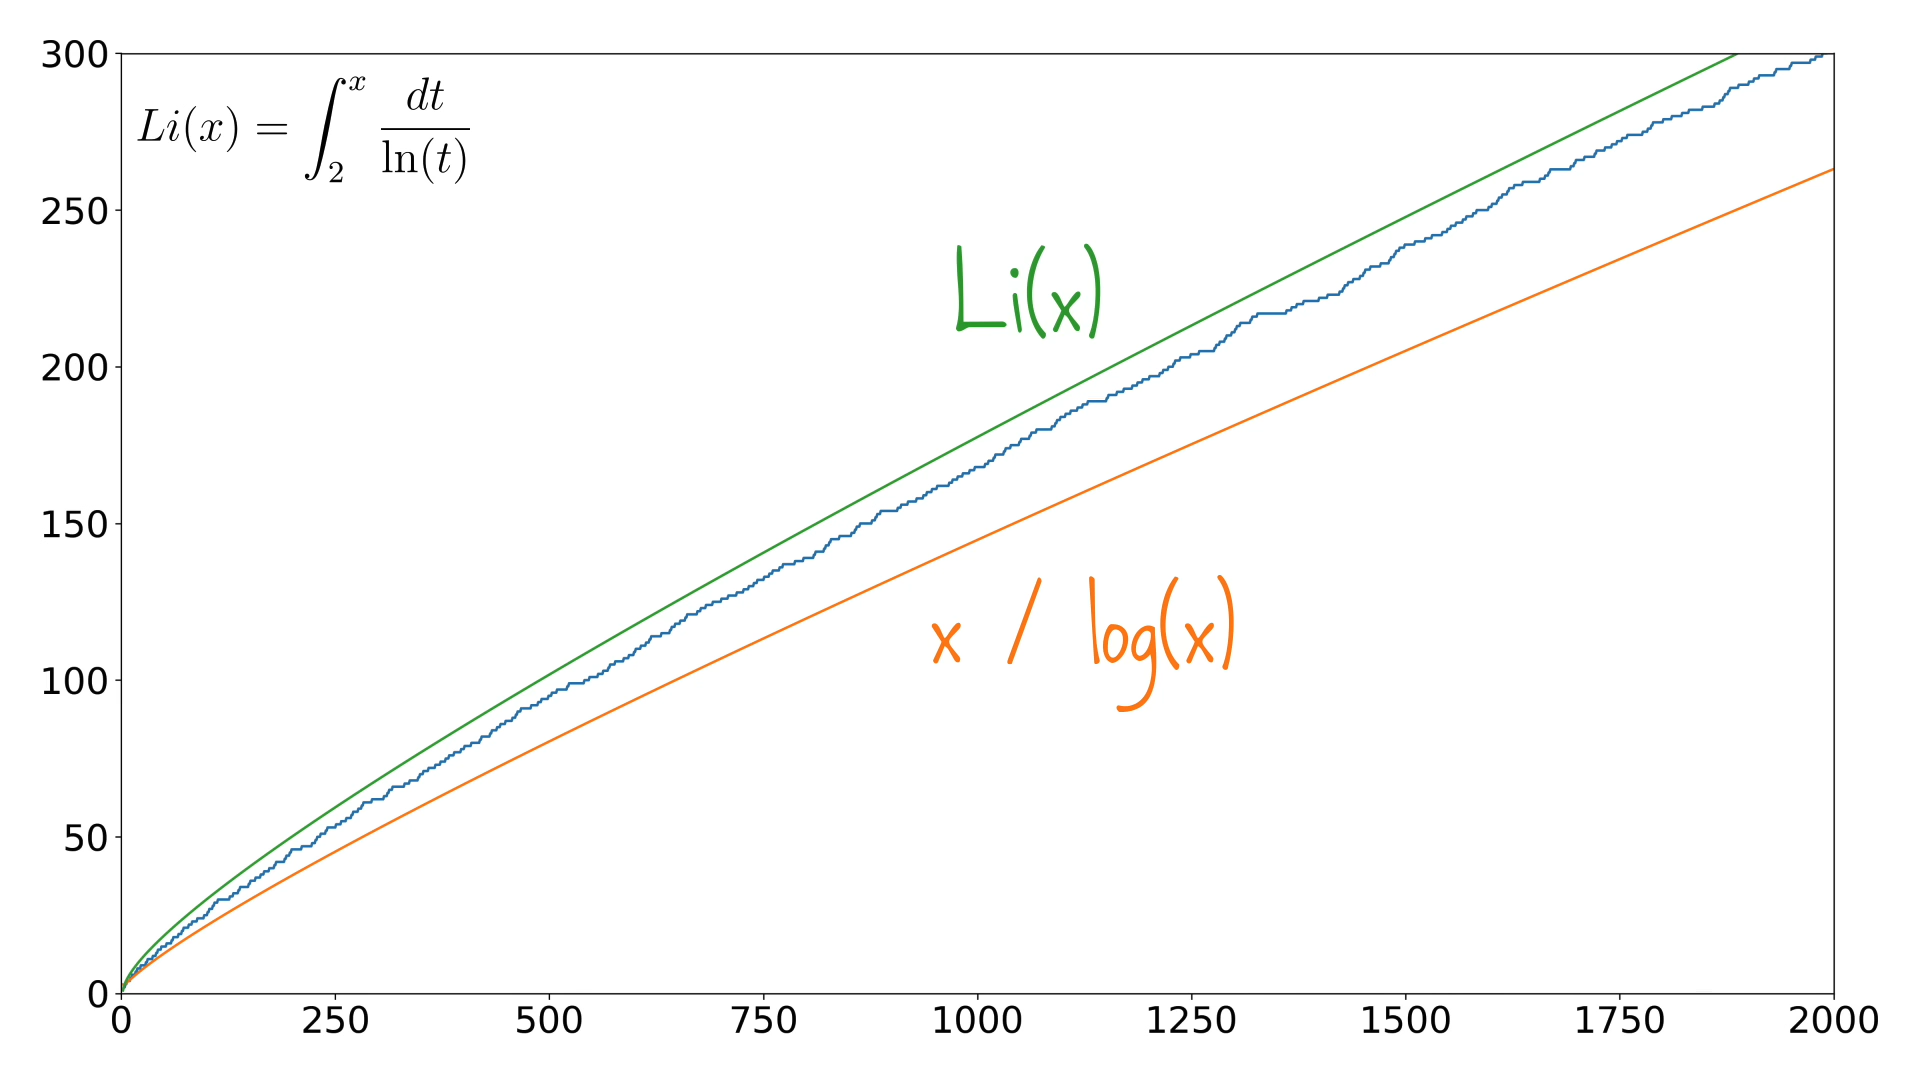 300
Li(x) = ∫₂ˣ dt / ln(t)
250
Li(x)
200
150
x / log(x)
100
50
0
0 250 500 750 1000 1250 1500 1750 2000